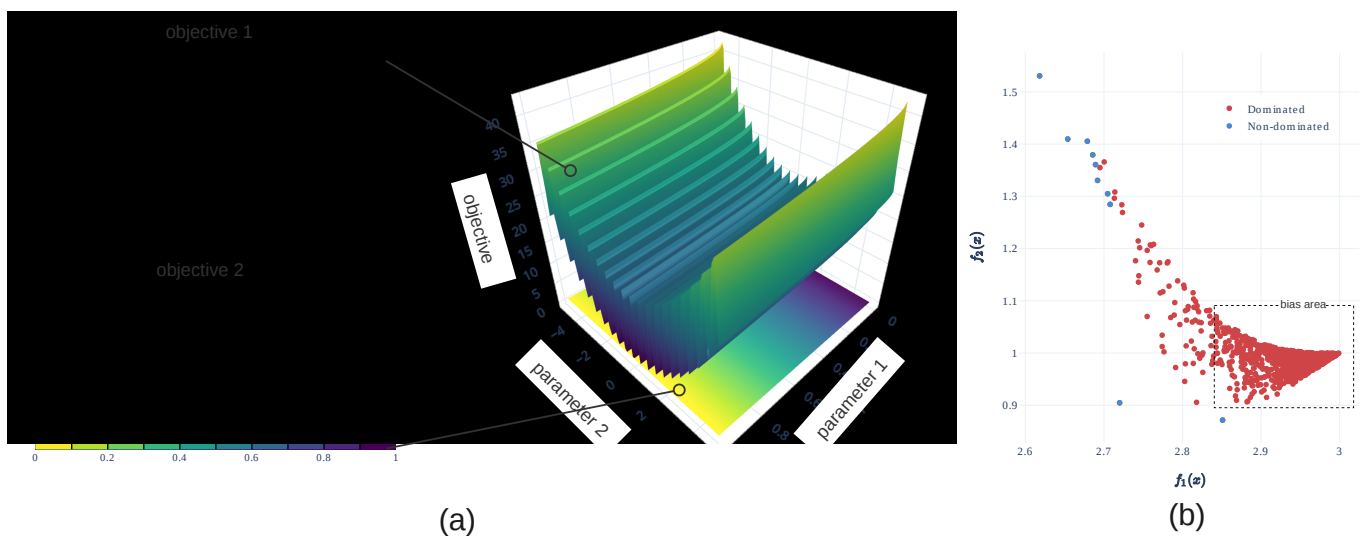 objective 1
objective 2
objective
40
35
30
25
20
15
10
5
0
−4
−2
0
2
parameter 2
0
0.6
0.8
parameter 1
0
0.2
0.4
0.6
0.8
1
(a)
1.5
1.4
1.3
1.2
1.1
1
0.9
f₂(x)
Dominated
Non-dominated
bias area
2.6
2.7
2.8
2.9
3
f₁(x)
(b)